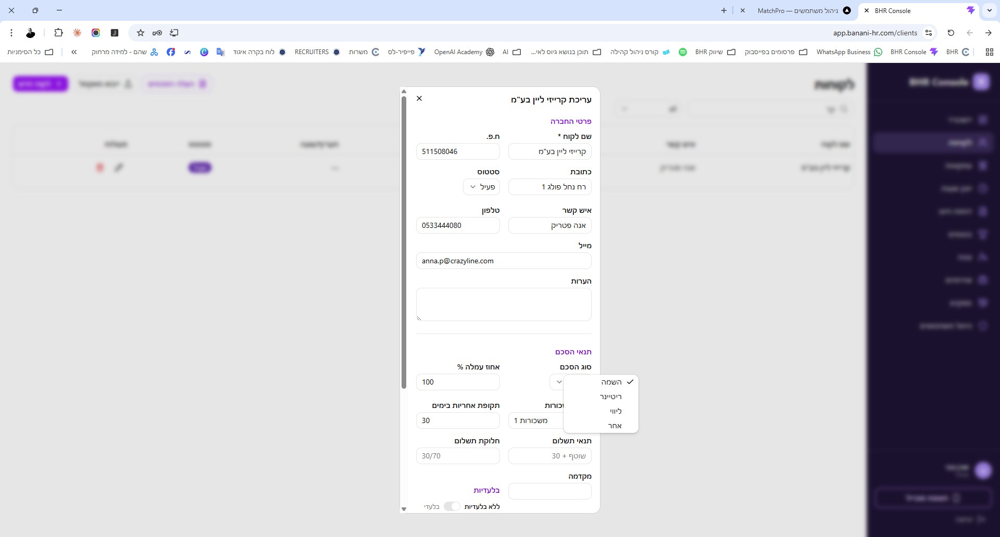 BHR Console
MatchPro — ניהול משתמשים
app.banani-hr.com/clients
BHR
BHR Console
WhatsApp Business
פרסומים בפייסבוק
שיווק BHR
קורס ניהול קהילה
תוכן בנושא גיוס לאי...
AI
OpenAI Academy
פייפיר-לס
משרות
RECRUITERS
לוח בקרה איגוד
שהם - למידה מרחוק
כל הסימניות
BHR Console
לקוחות
עריכת קרייזי ליין בע"מ
פרטי החברה
שם לקוח *
ח.פ.
קרייזי ליין בע"מ
511508046
כתובת
סטטוס
רח נחל פולג 1
פעיל
איש קשר
טלפון
אנה פטריק
0533444080
מייל
anna.p@crazyline.com
הערות
תנאי הסכם
סוג הסכם
אחוז עמלה %
100
השמה
ריטיינר
ליווי
אחר
תקופת אחריות בימים
1 משכורות
30
תנאי תשלום
חלוקת תשלום
שוטף + 30
30/70
מקדמה
בלעדיות
ללא בלעדיות
בלעדי